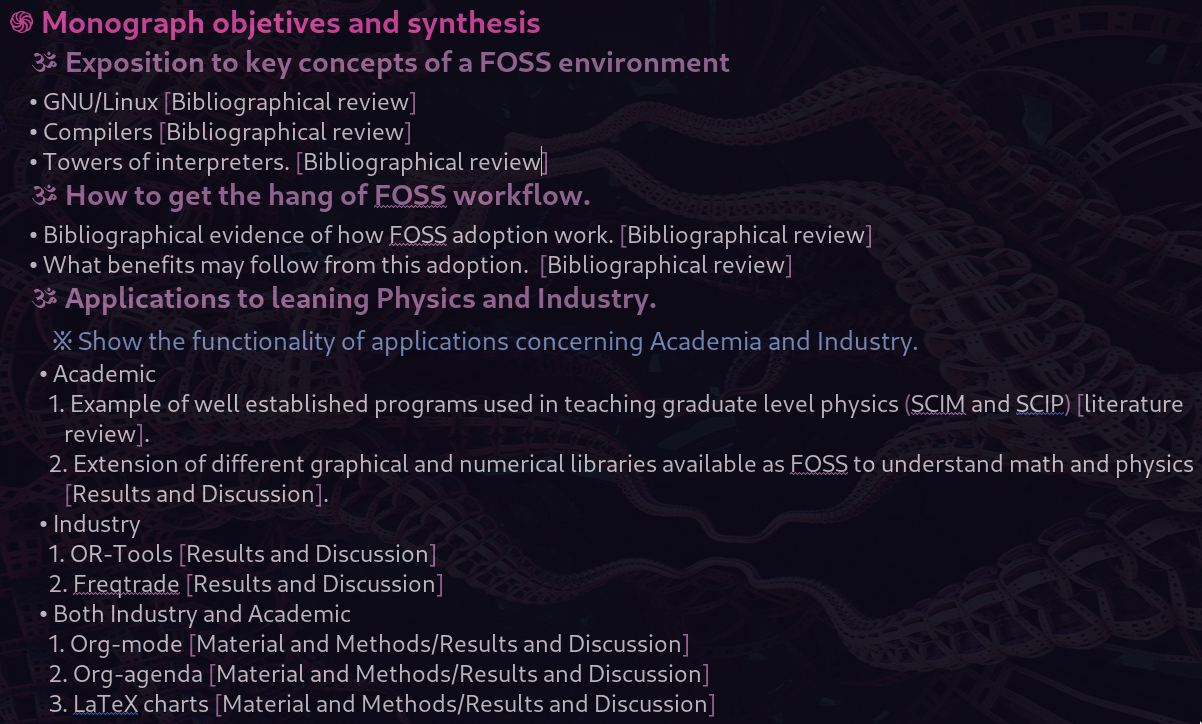 ֍ Monograph objetives and synthesis
ॐ Exposition to key concepts of a FOSS environment
• GNU/Linux [Bibliographical review]
• Compilers [Bibliographical review]
• Towers of interpreters. [Bibliographical review]
ॐ How to get the hang of FOSS workflow.
• Bibliographical evidence of how FOSS adoption work. [Bibliographical review]
• What benefits may follow from this adoption.  [Bibliographical review]
ॐ Applications to leaning Physics and Industry.
※ Show the functionality of applications concerning Academia and Industry.
• Academic
1. Example of well established programs used in teaching graduate level physics (SCIM and SCIP) [literature
review].
2. Extension of different graphical and numerical libraries available as FOSS to understand math and physics
[Results and Discussion].
• Industry
1. OR-Tools [Results and Discussion]
2. Freqtrade [Results and Discussion]
• Both Industry and Academic
1. Org-mode [Material and Methods/Results and Discussion]
2. Org-agenda [Material and Methods/Results and Discussion]
3. LaTeX charts [Material and Methods/Results and Discussion]